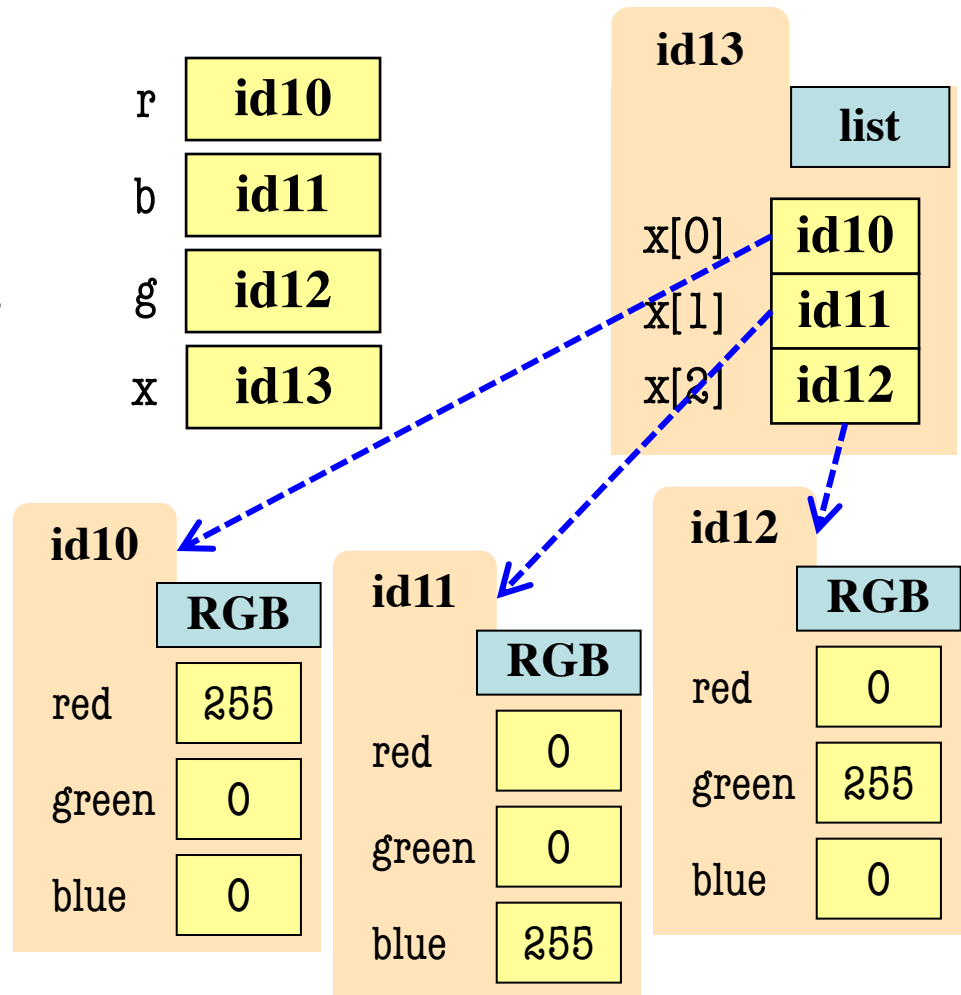 r id10
b id11
g id12
x id13
id13
list
x[0] id10
x[1] id11
x[2] id12
id10
RGB
red 255
green 0
blue 0
id11
RGB
red 0
green 0
blue 255
id12
RGB
red 0
green 255
blue 0